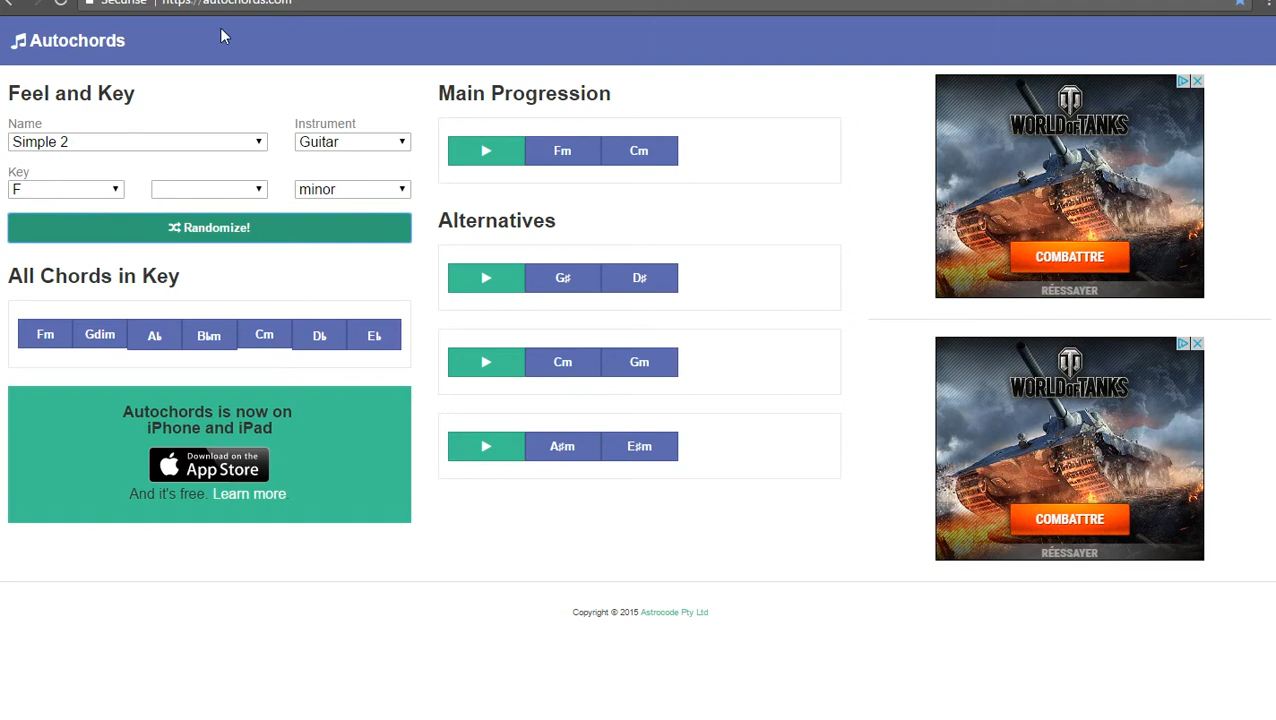 Sécurisé | https://autochords.com
Autochords
Feel and Key
Name
Instrument
Simple 2
Guitar
Key
F
minor
Randomize!
All Chords in Key
Fm Gdim A♭ B♭m Cm D♭ E♭
Autochords is now on
iPhone and iPad
Download on the
App Store
And it's free. Learn more
Main Progression
Fm Cm
Alternatives
G♯ D♯
Cm Gm
A♯m E♯m
WORLD OF TANKS
COMBATTRE
RÉESSAYER
WORLD OF TANKS
COMBATTRE
RÉESSAYER
Copyright © 2015 Astrocode Pty Ltd